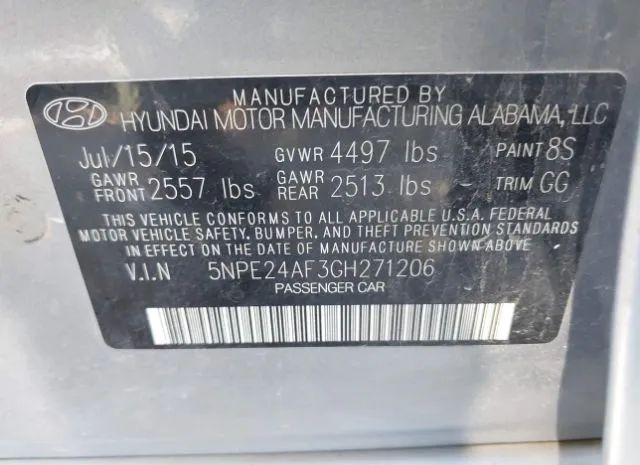 MANUFACTURED BY
HYUNDAI MOTOR MANUFACTURING ALABAMA, LLC
Jul/15/15 GVWR 4497 lbs PAINT 8S
GAWR FRONT 2557 lbs GAWR REAR 2513 lbs TRIM GG
THIS VEHICLE CONFORMS TO ALL APPLICABLE U.S.A. FEDERAL
MOTOR VEHICLE SAFETY, BUMPER, AND THEFT PREVENTION STANDARDS
IN EFFECT ON THE DATE OF MANUFACTURE SHOWN ABOVE.
V.I.N 5NPE24AF3GH271206
PASSENGER CAR